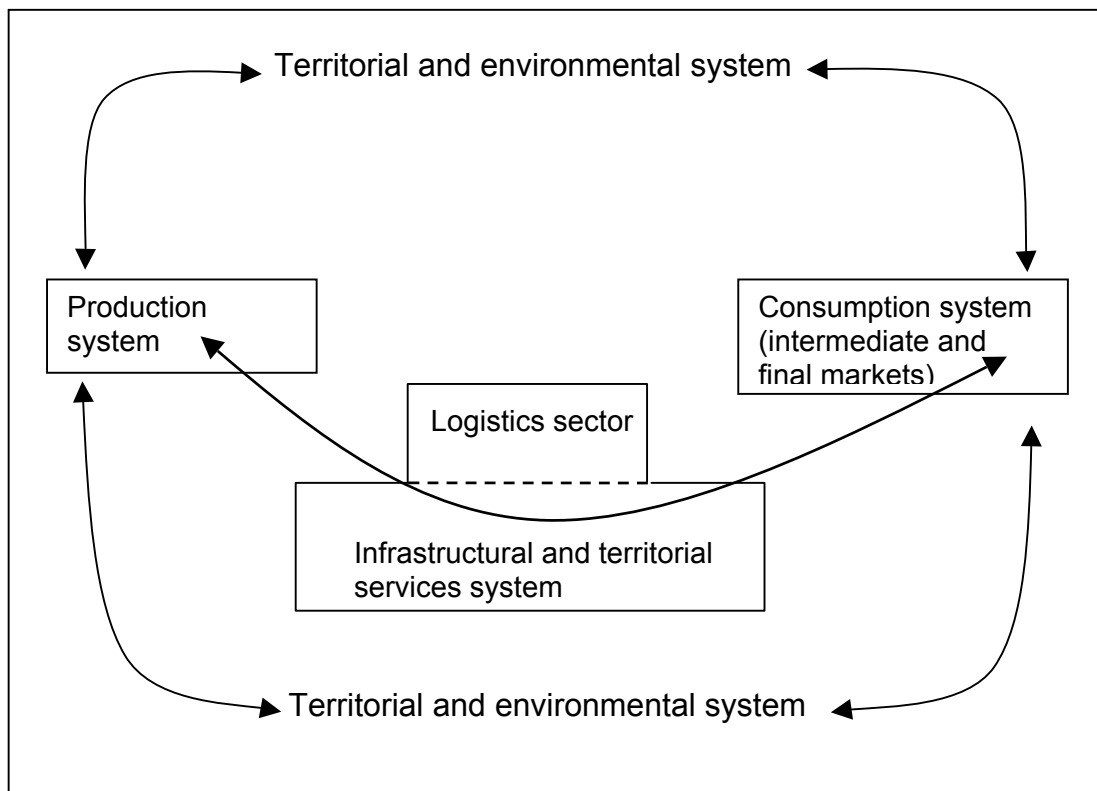 Territorial and environmental system
Production
system
Consumption system
(intermediate and
final markets)
Logistics sector
Infrastructural and territorial
services system
Territorial and environmental system